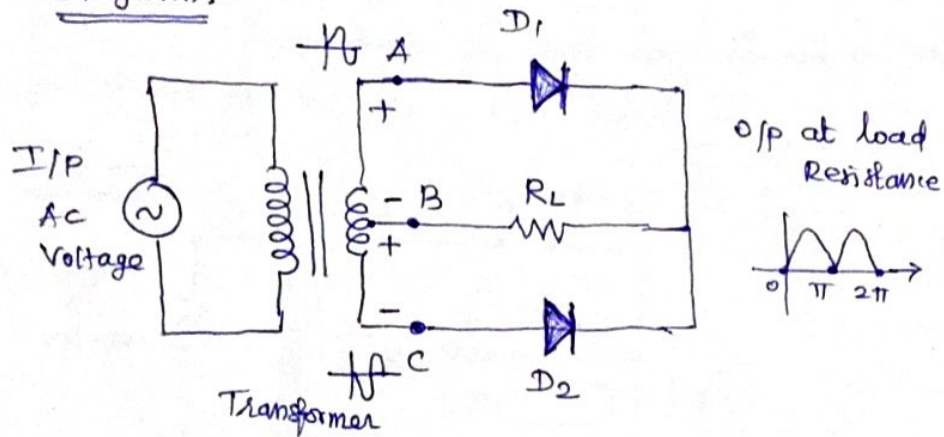 D1
A
+
I/P
AC
Voltage
- B
+
RL
-
C
D2
Transformer
O/P at load
Resistance
0 π 2π